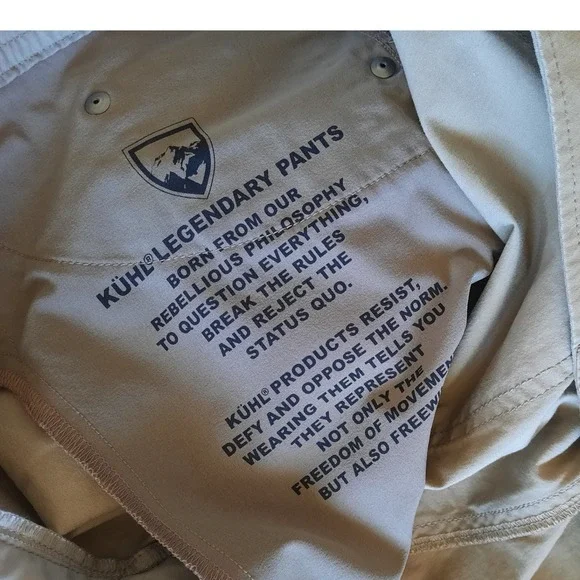 KÜHL® LEGENDARY PANTS
BORN FROM OUR
REBELLIOUS PHILOSOPHY
TO QUESTION EVERYTHING,
BREAK THE RULES
AND REJECT THE
STATUS QUO.
KÜHL® PRODUCTS RESIST,
DEFY AND OPPOSE THE NORM.
WEARING THEM TELLS YOU
THEY REPRESENT
NOT ONLY THE
FREEDOM OF MOVEMEN
BUT ALSO FREEWI